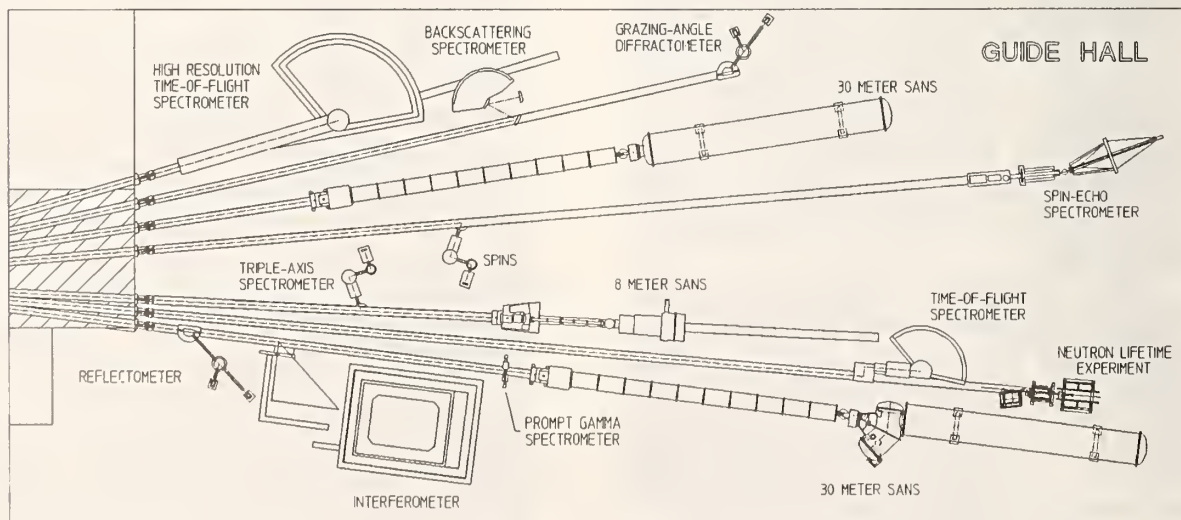 GUIDE HALL
BACKSCATTERING
SPECTROMETER
GRAZING-ANGLE
DIFFRACTOMETER
HIGH RESOLUTION
TIME-OF-FLIGHT
SPECTROMETER
30 METER SANS
SPIN-ECHO
SPECTROMETER
TRIPLE-AXIS
SPECTROMETER
SPINS
8 METER SANS
TIME-OF-FLIGHT
SPECTROMETER
NEUTRON LIFETIME
EXPERIMENT
REFLECTOMETER
PROMPT GAMMA
SPECTROMETER
INTERFEROMETER
30 METER SANS